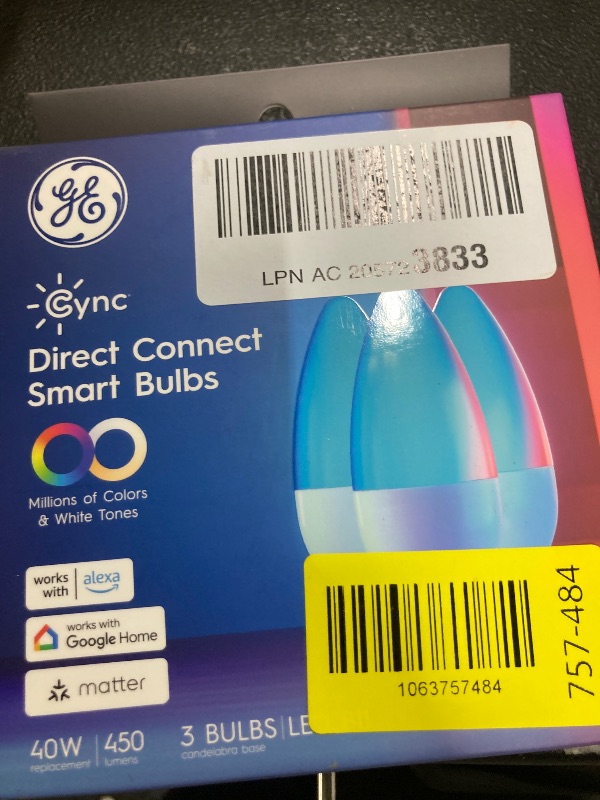 GE
LPN AC 3833
Cync
Direct Connect
Smart Bulbs
Millions of Colors
& White Tones
works with alexa
works with
Google Home
matter
1063757484
757-484
40W replacement
450 lumens
3 BULBS
candelabra base